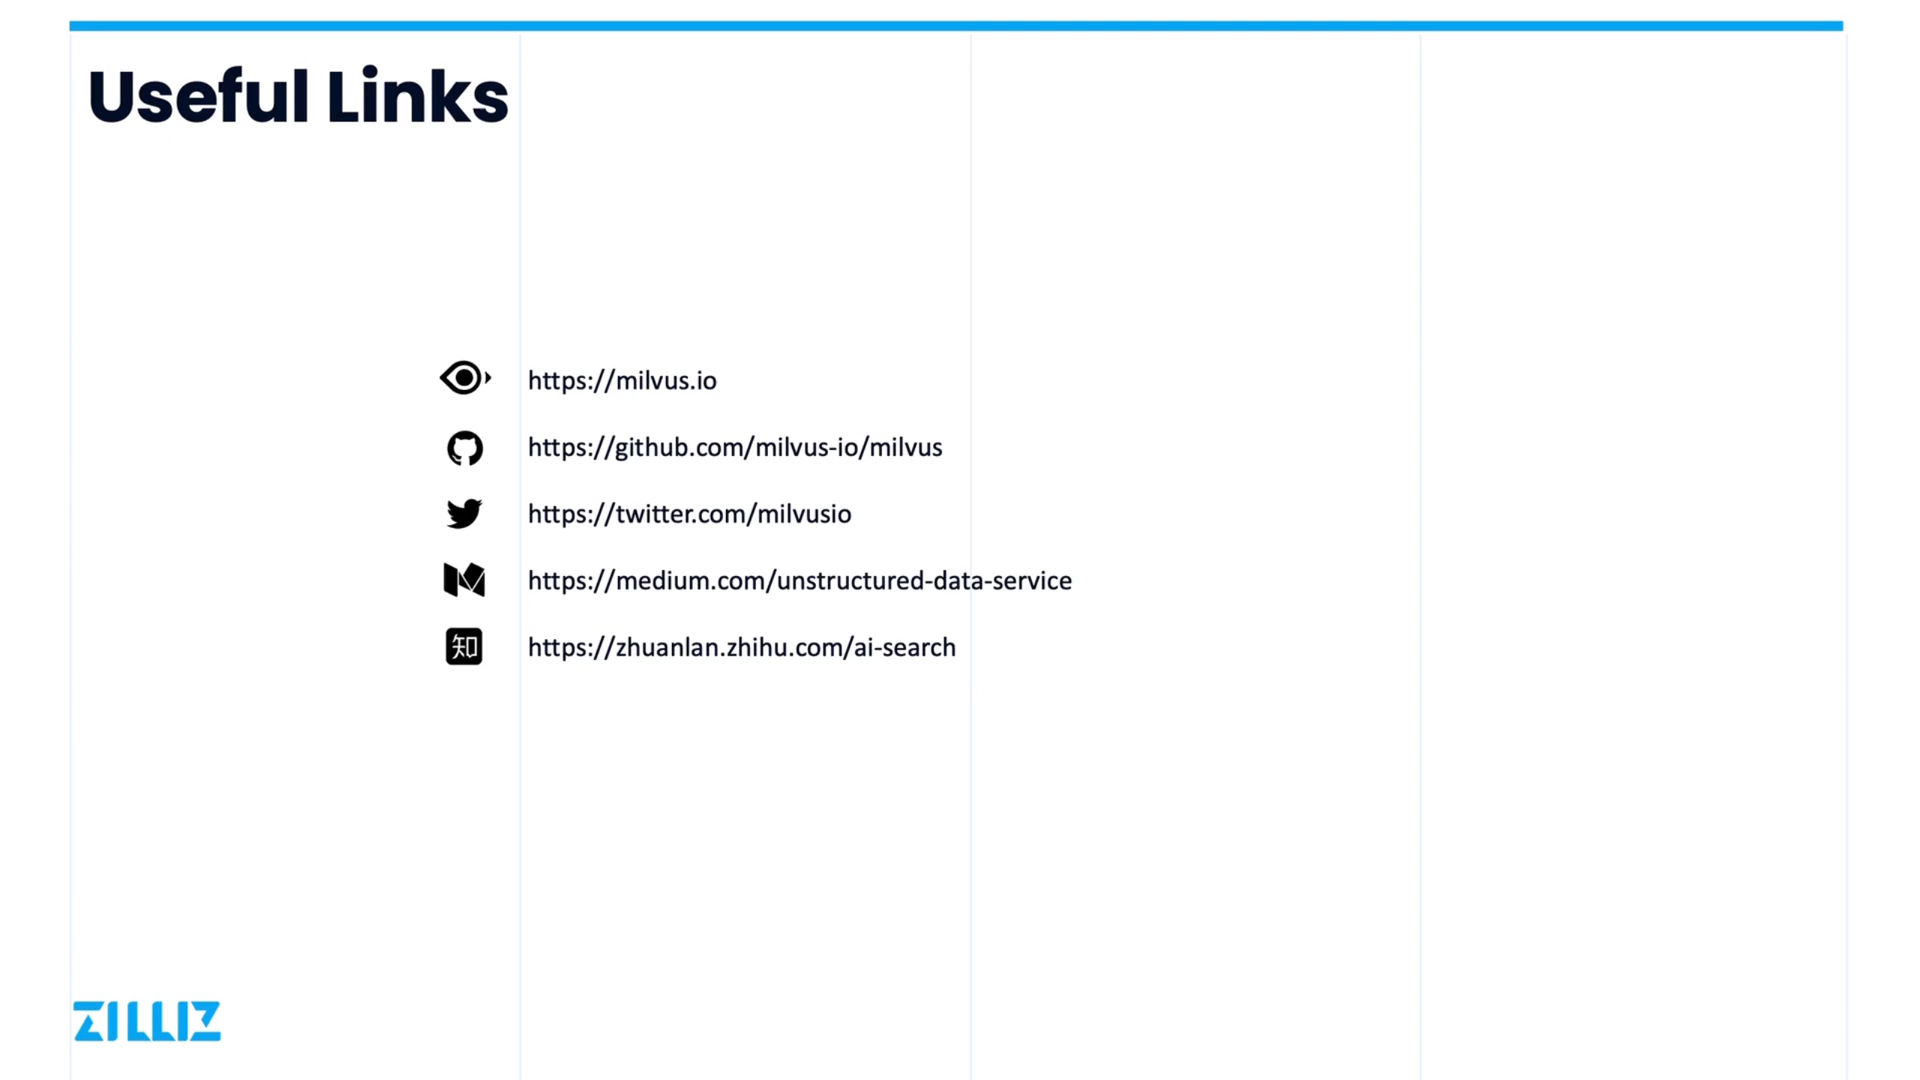 Useful Links
https://milvus.io
https://github.com/milvus-io/milvus
https://twitter.com/milvusio
https://medium.com/unstructured-data-service
知 https://zhuanlan.zhihu.com/ai-search
ZILLIZ